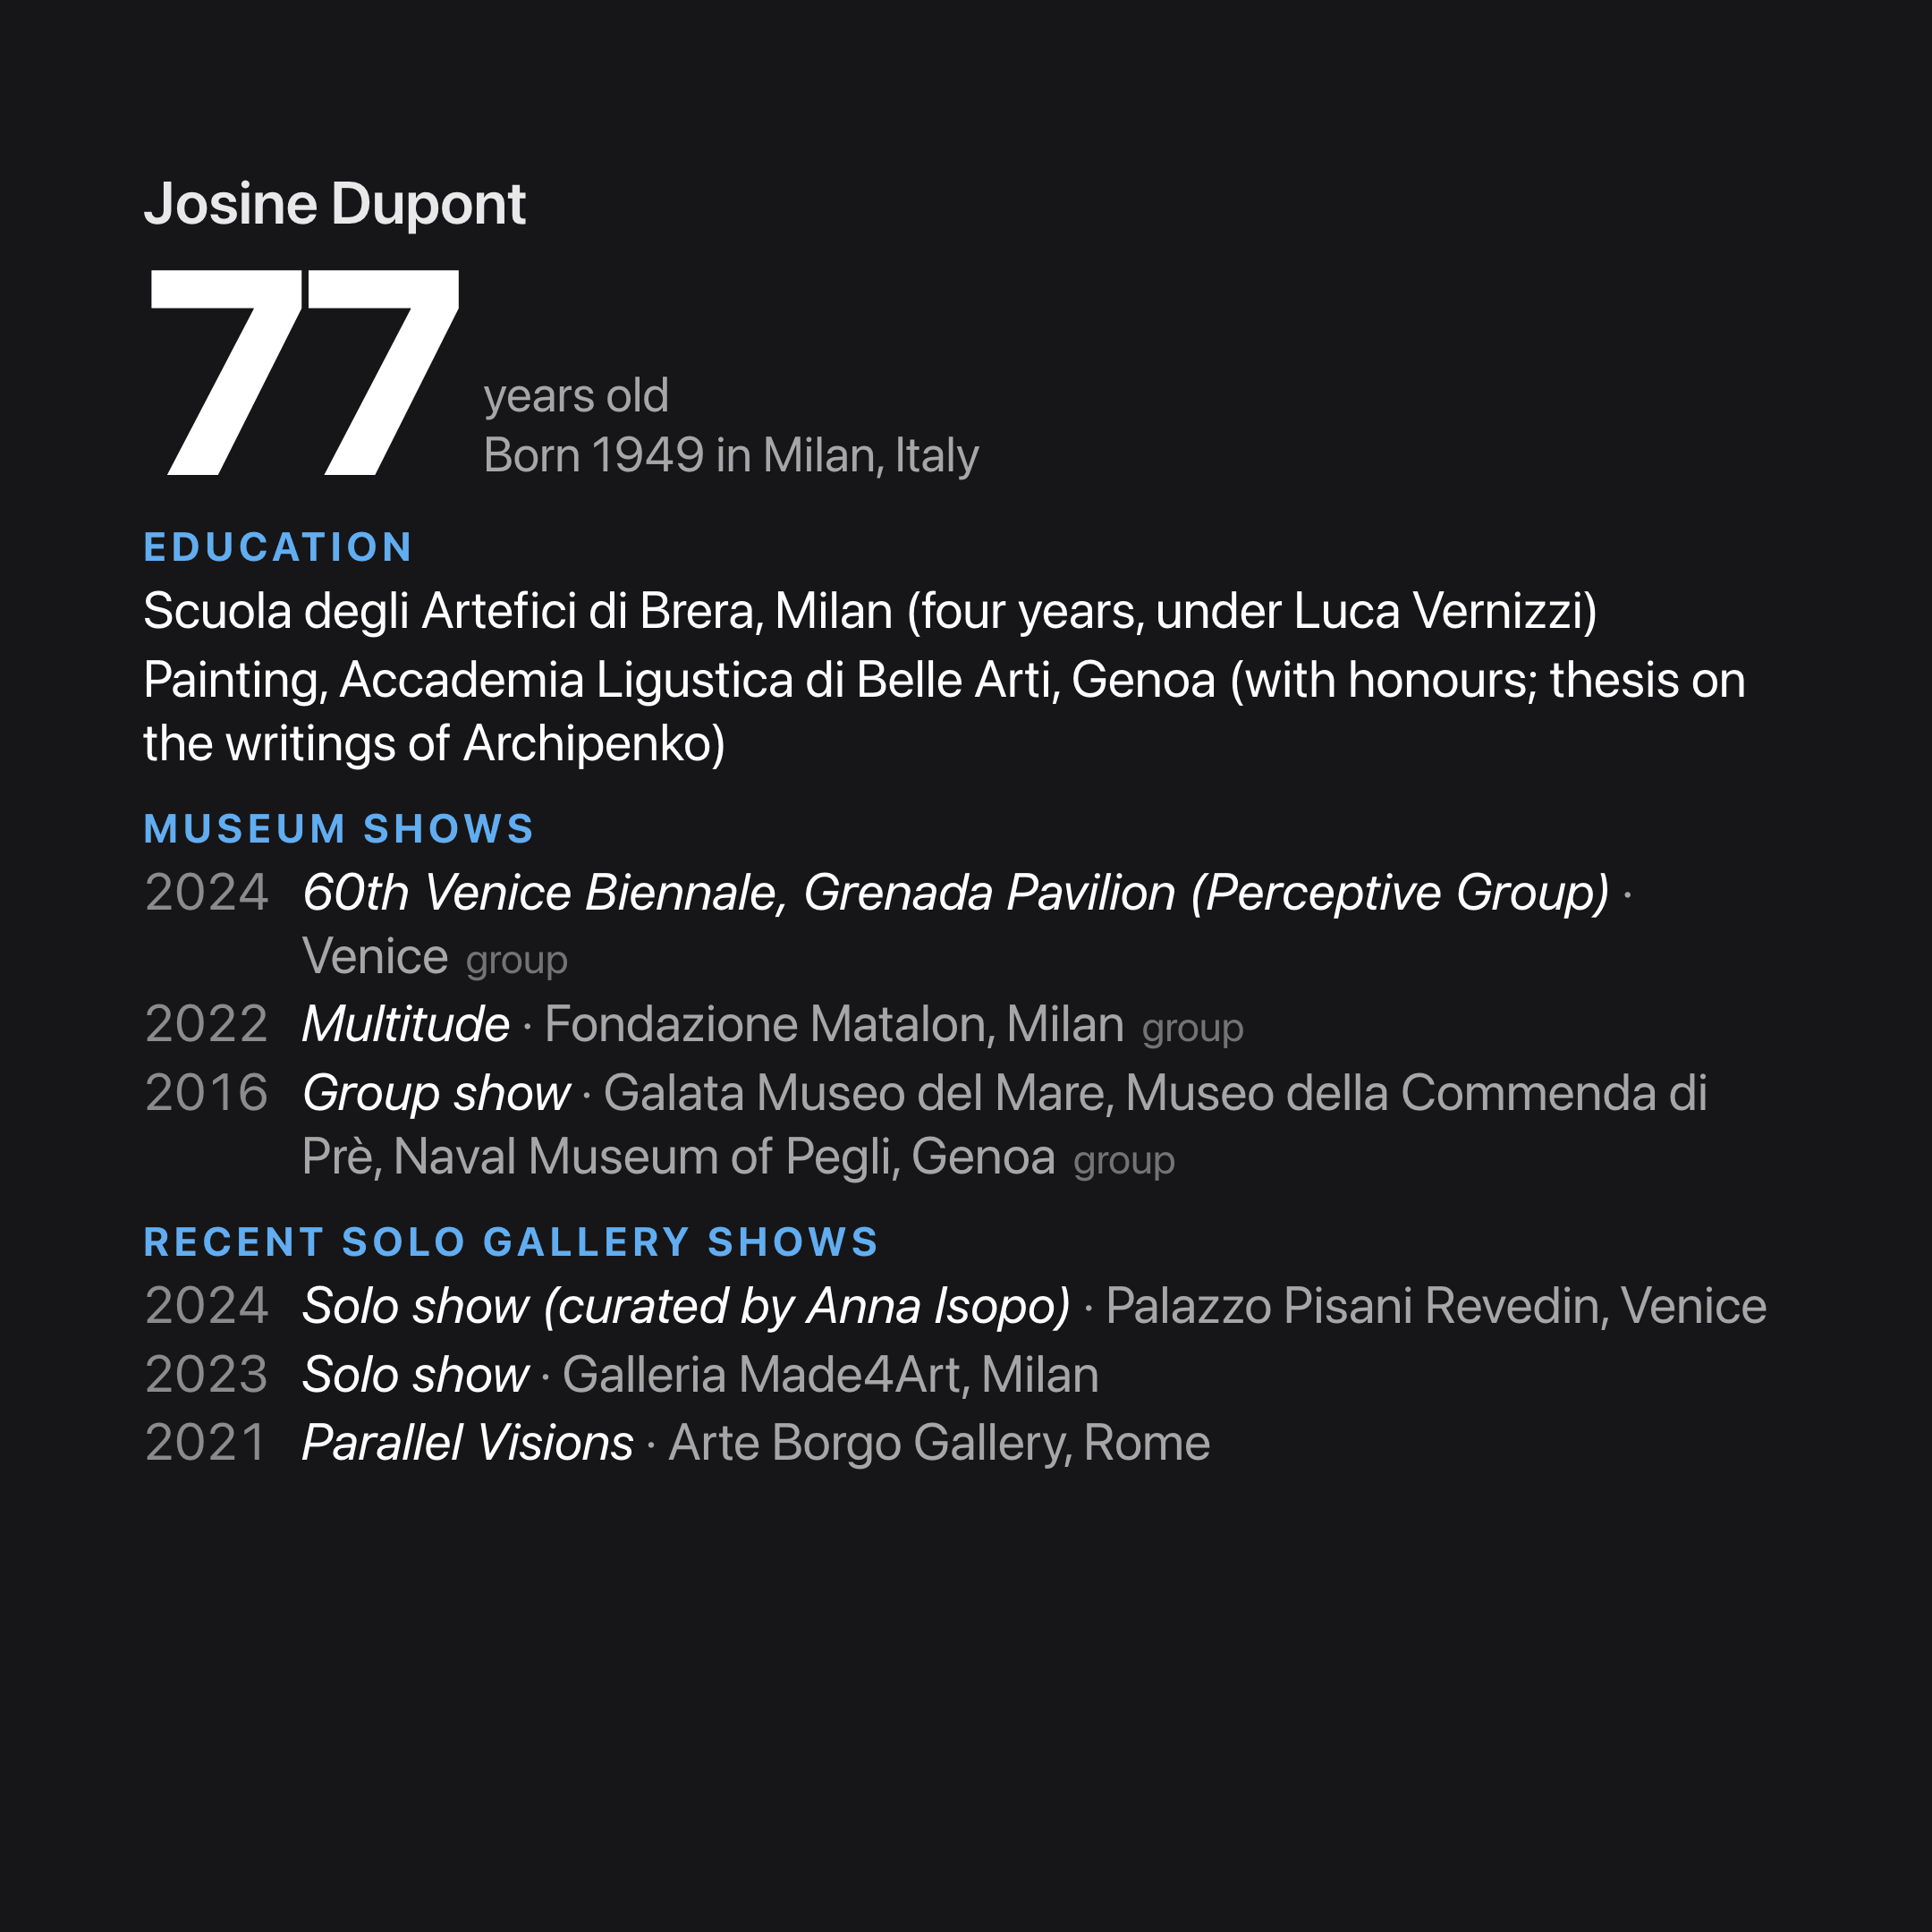 Josine Dupont
77
years old
Born 1949 in Milan, Italy
EDUCATION
Scuola degli Artefici di Brera, Milan (four years, under Luca Vernizzi)
Painting, Accademia Ligustica di Belle Arti, Genoa (with honours; thesis on
the writings of Archipenko)
MUSEUM SHOWS
2024 60th Venice Biennale, Grenada Pavilion (Perceptive Group) ·
Venice group
2022 Multitude · Fondazione Matalon, Milan group
2016 Group show · Galata Museo del Mare, Museo della Commenda di
Prè, Naval Museum of Pegli, Genoa group
RECENT SOLO GALLERY SHOWS
2024 Solo show (curated by Anna Isopo) · Palazzo Pisani Revedin, Venice
2023 Solo show · Galleria Made4Art, Milan
2021 Parallel Visions · Arte Borgo Gallery, Rome